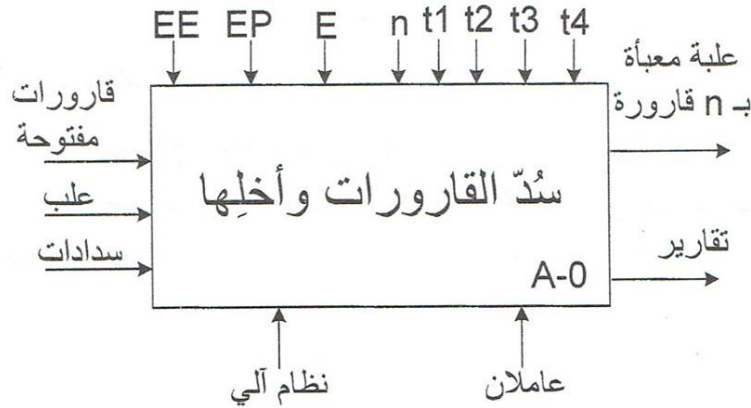 EE EP E n t1 t2 t3 t4
علبة معبأة
بـ n قارورة
قارورات
مفتوحة
علب
سدادات
سُدّ القارورات وأخلِها
تقارير
A-0
نظام آلي
عاملان